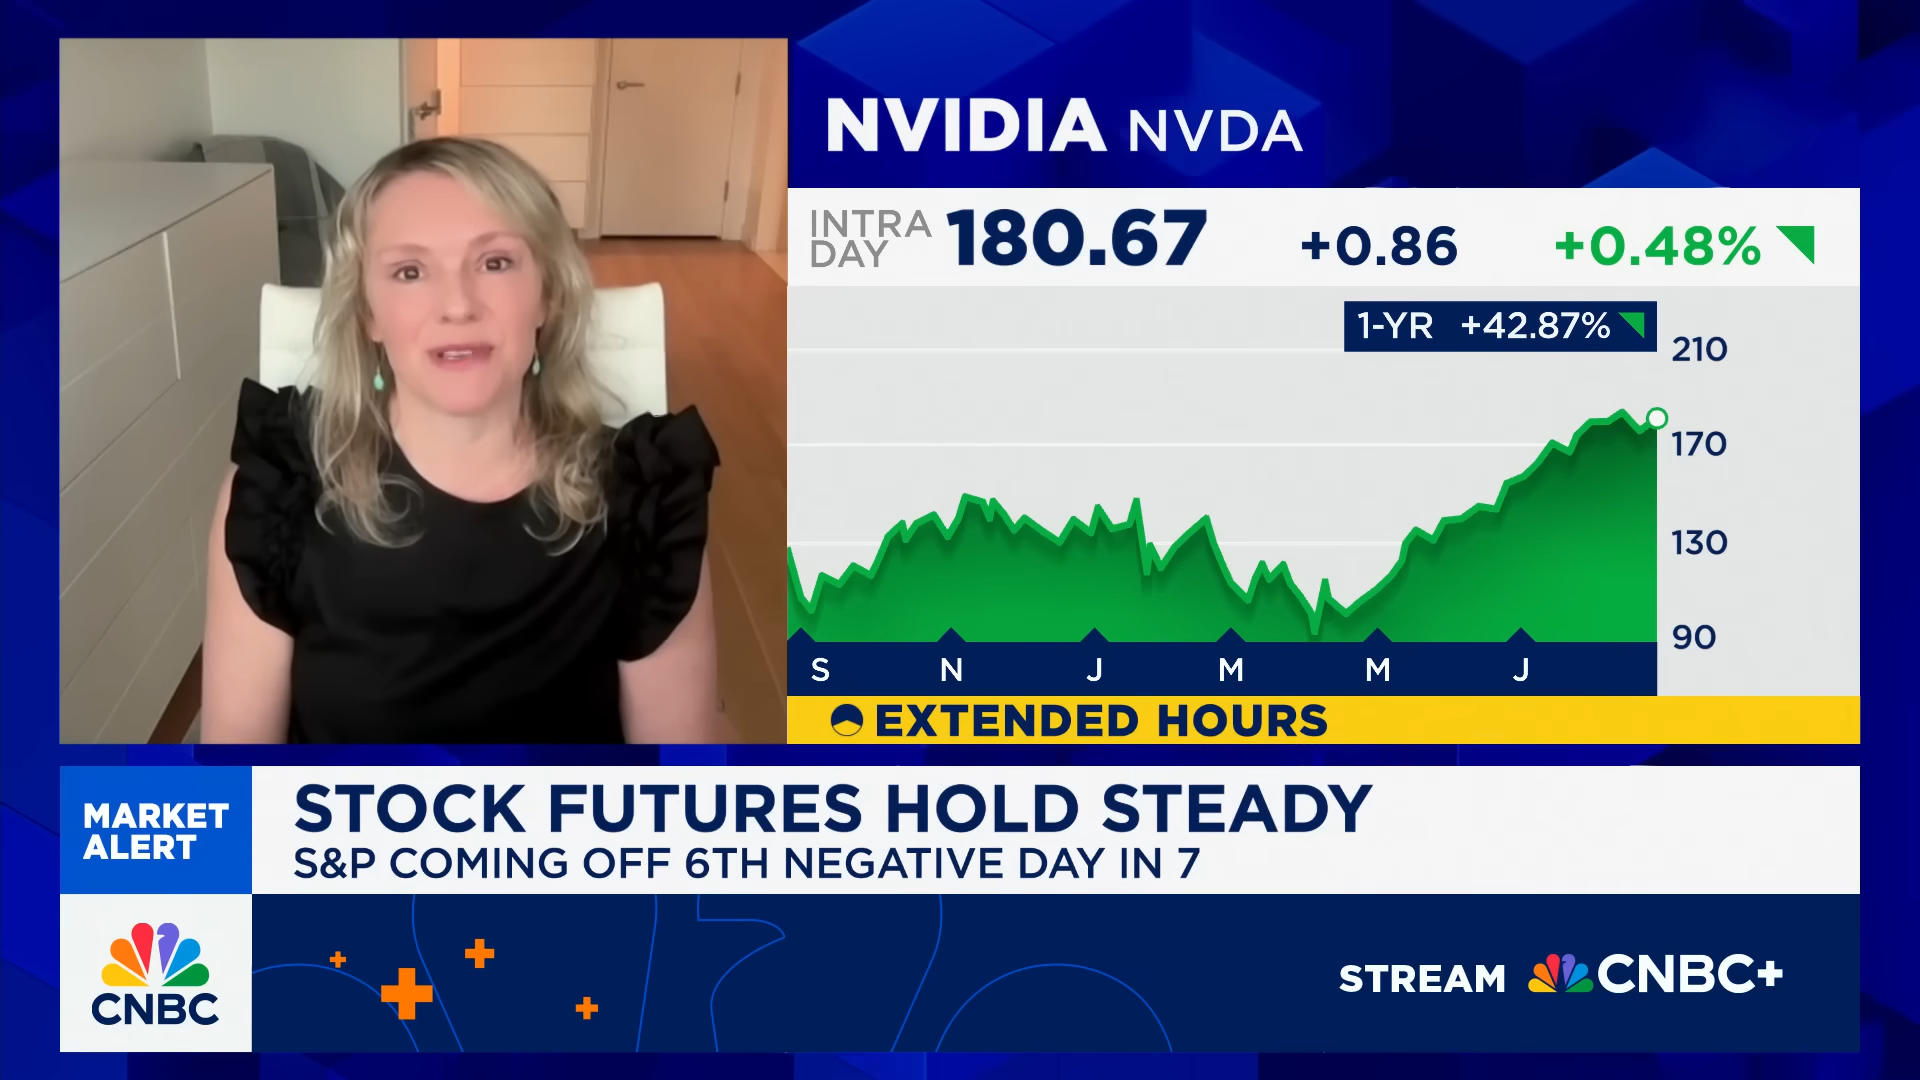 NVIDIA NVDA
INTRA
DAY
180.67
+0.86
+0.48%
1-YR +42.87%
210
170
130
90
S N J M M J
EXTENDED HOURS
MARKET
ALERT
STOCK FUTURES HOLD STEADY
S&P COMING OFF 6TH NEGATIVE DAY IN 7
CNBC
STREAM CNBC+